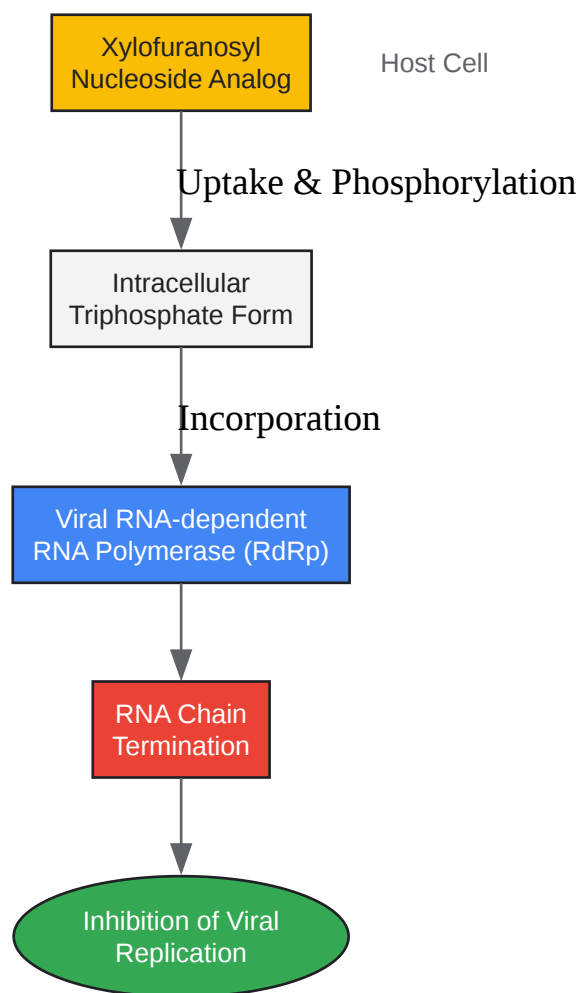 Xylofuranosyl
Nucleoside Analog
Host Cell
Uptake & Phosphorylation
Intracellular
Triphosphate Form
Incorporation
Viral RNA-dependent
RNA Polymerase (RdRp)
RNA Chain
Termination
Inhibition of Viral
Replication